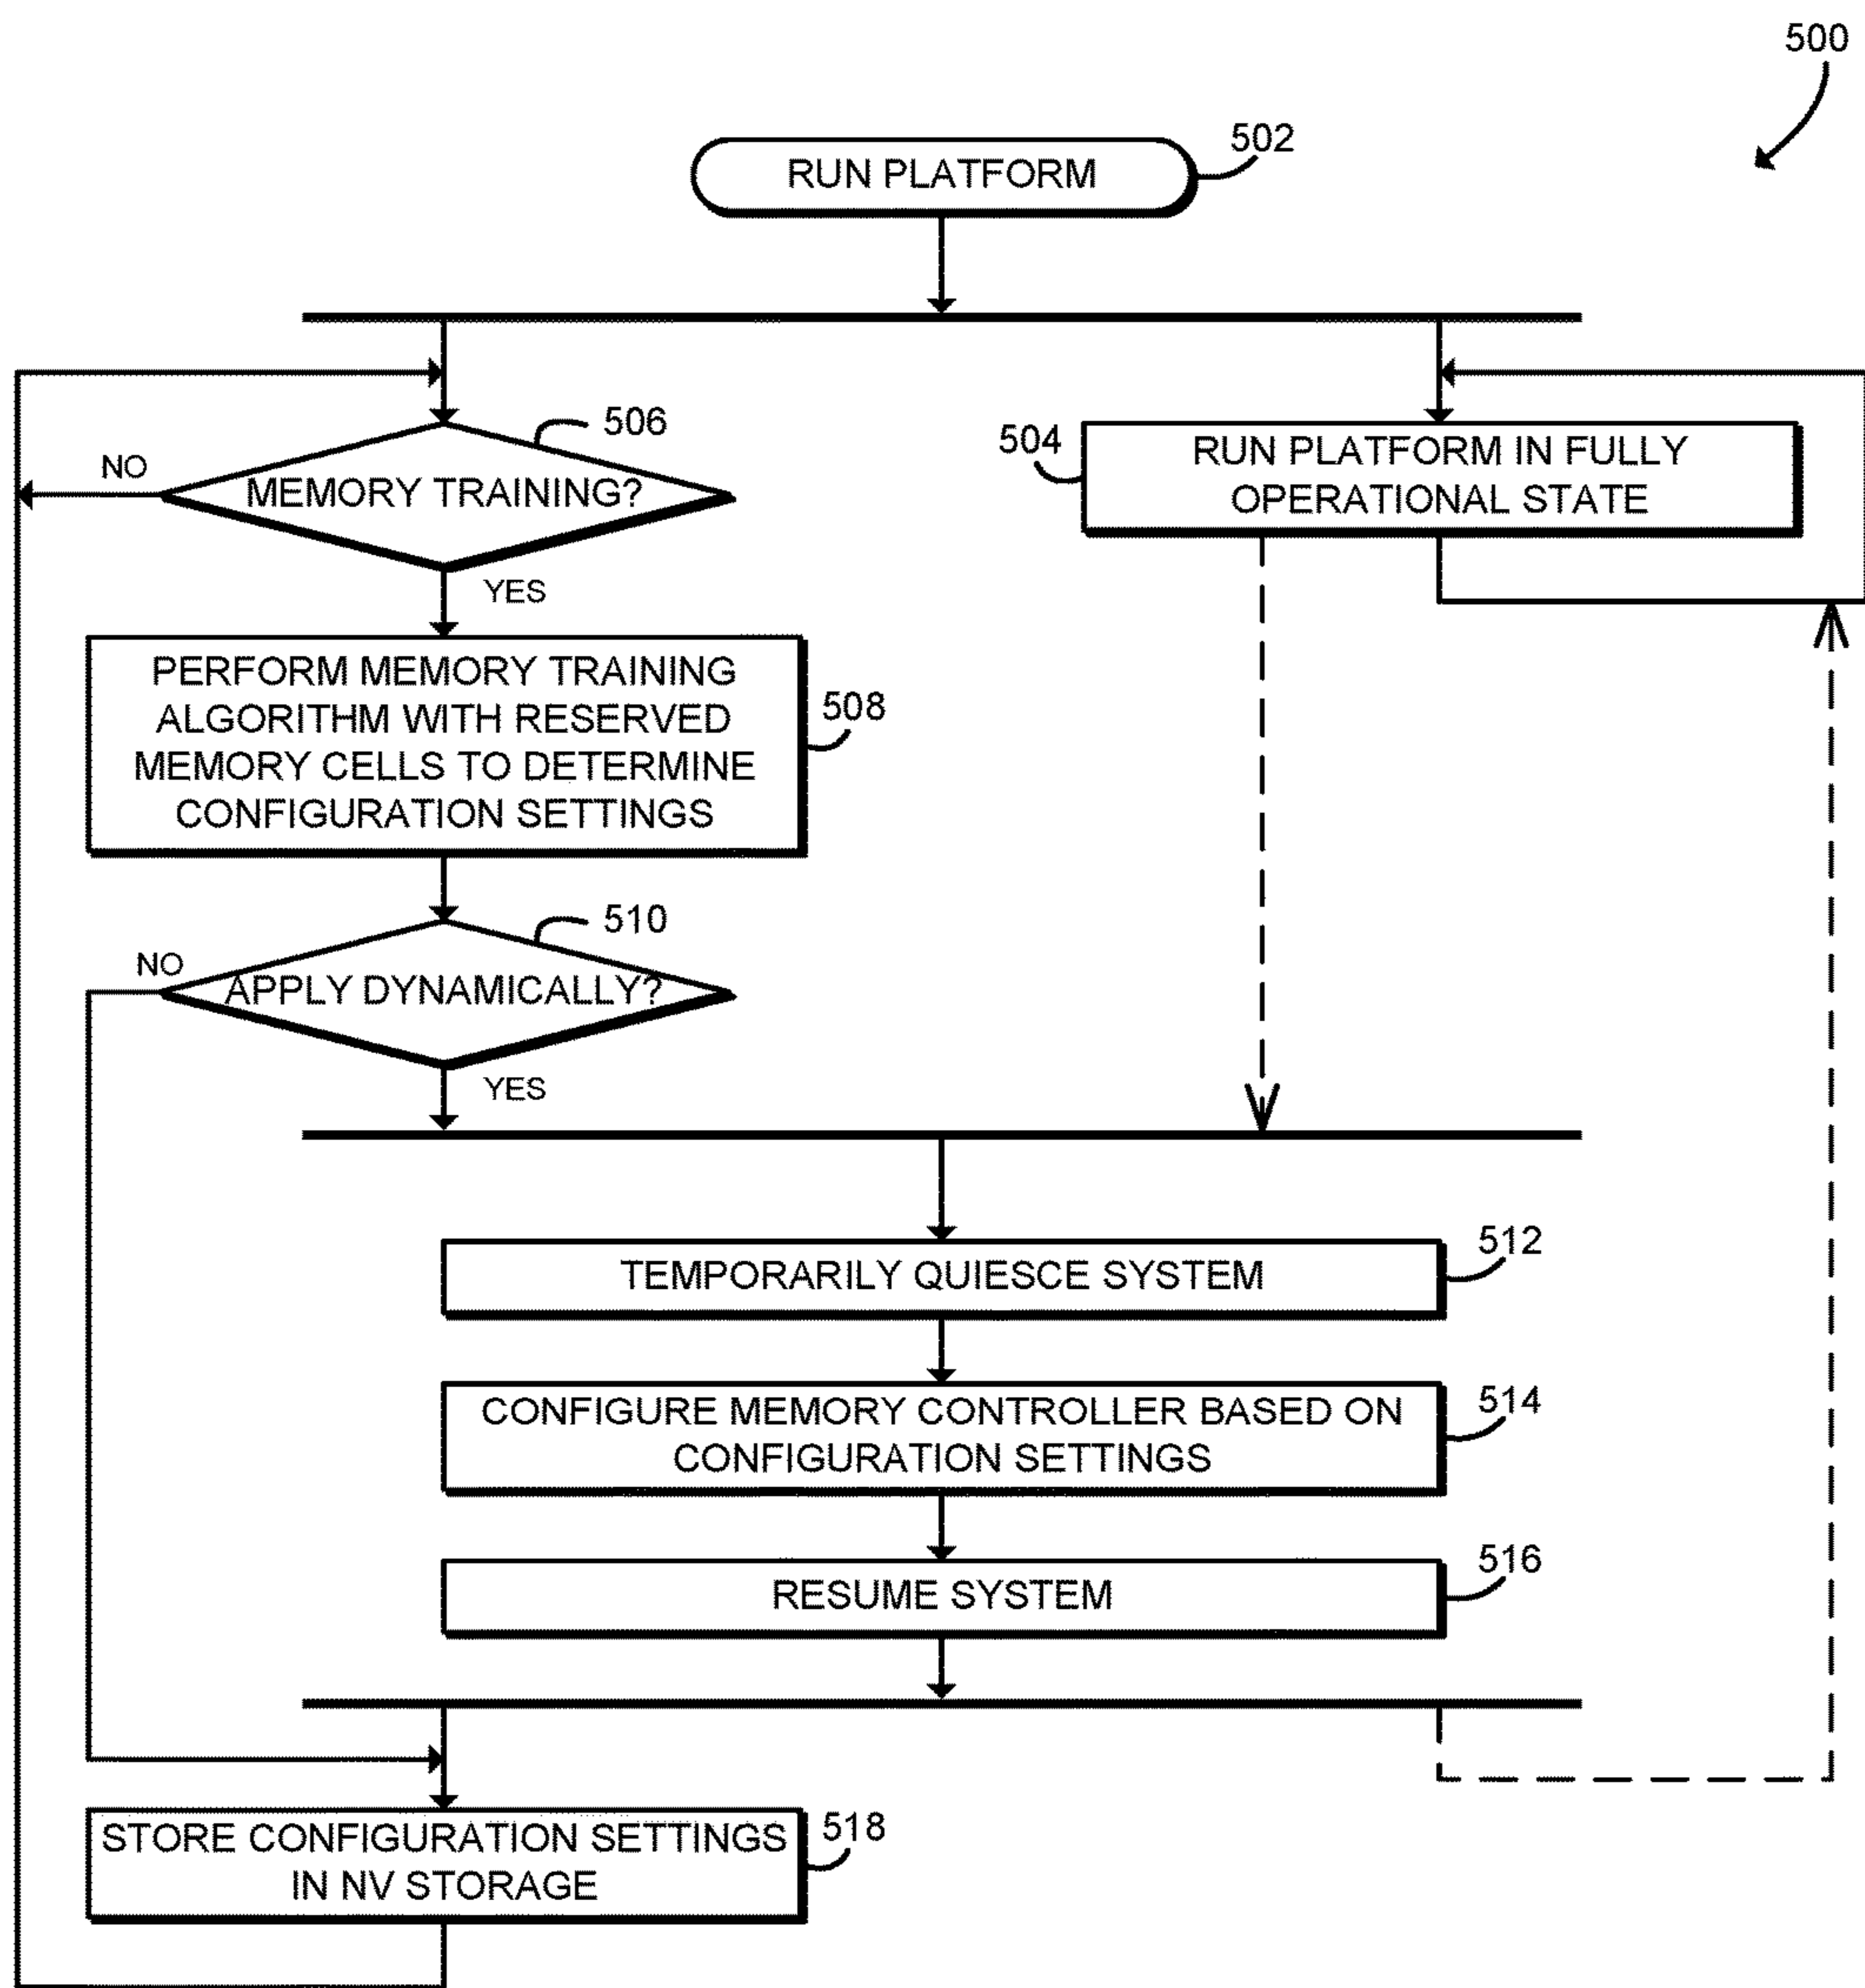 500
RUN PLATFORM
502
506
NO
MEMORY TRAINING?
YES
504
RUN PLATFORM IN FULLY
OPERATIONAL STATE
PERFORM MEMORY TRAINING
ALGORITHM WITH RESERVED
MEMORY CELLS TO DETERMINE
CONFIGURATION SETTINGS
508
510
NO
APPLY DYNAMICALLY?
YES
TEMPORARILY QUIESCE SYSTEM
512
CONFIGURE MEMORY CONTROLLER BASED ON
CONFIGURATION SETTINGS
514
RESUME SYSTEM
516
STORE CONFIGURATION SETTINGS
IN NV STORAGE
518